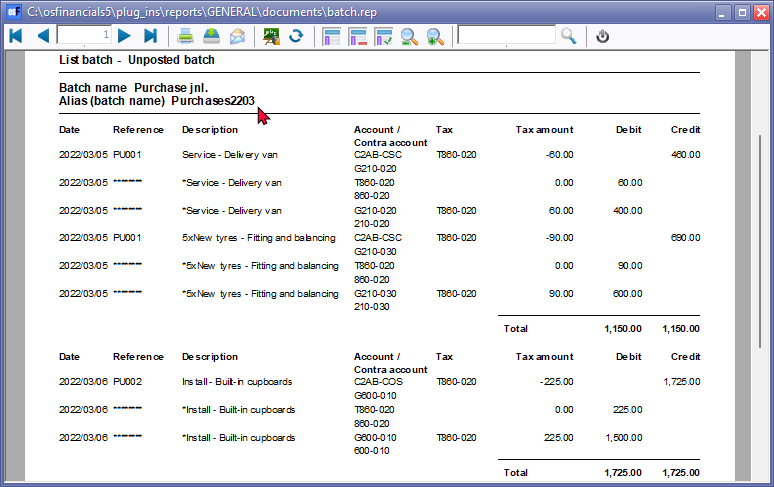 C:\osfinancials5\plug_ins\reports\GENERAL\documents\batch.rep
1
List batch - Unposted batch
Batch name Purchase jnl.
Alias (batch name) Purchases2203
Date Reference Description Account / Tax Tax amount Debit Credit
Contra account
2022/03/05 PU001 Service - Delivery van C2AB-CSC T860-020 -60.00 460.00
G210-020
2022/03/05 ******** *Service - Delivery van T860-020 0.00 60.00
860-020
2022/03/05 ******** *Service - Delivery van G210-020 T860-020 60.00 400.00
210-020
2022/03/05 PU001 5xNew tyres - Fitting and balancing C2AB-CSC T860-020 -90.00 690.00
G210-030
2022/03/05 ******** *5xNew tyres - Fitting and balancing T860-020 0.00 90.00
860-020
2022/03/05 ******** *5xNew tyres - Fitting and balancing G210-030 T860-020 90.00 600.00
210-030
Total 1,150.00 1,150.00
Date Reference Description Account / Tax Tax amount Debit Credit
Contra account
2022/03/06 PU002 Install - Built-in cupboards C2AB-COS T860-020 -225.00 1,725.00
G600-010
2022/03/06 ******** *Install - Built-in cupboards T860-020 0.00 225.00
860-020
2022/03/06 ******** *Install - Built-in cupboards G600-010 T860-020 225.00 1,500.00
600-010
Total 1,725.00 1,725.00